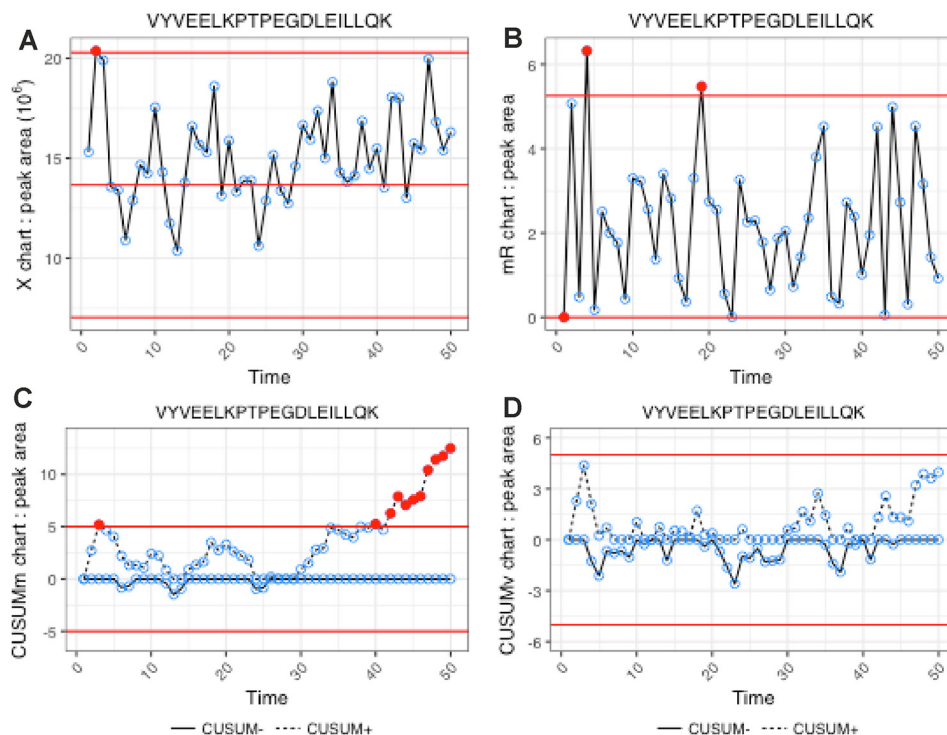 A
VYVEELKPTPEGDLEILLQK
X chart : peak area (10⁶)
20
15
10
0
10
20
30
40
50
Time
B
VYVEELKPTPEGDLEILLQK
mR chart : peak area
6
4
2
0
0
10
20
30
40
50
Time
C
VYVEELKPTPEGDLEILLQK
CUSUMm chart : peak area
10
5
0
-5
0
10
20
30
40
50
Time
CUSUM- CUSUM+
D
VYVEELKPTPEGDLEILLQK
CUSUMv chart : peak area
6
3
0
-3
-6
0
10
20
30
40
50
Time
CUSUM- CUSUM+